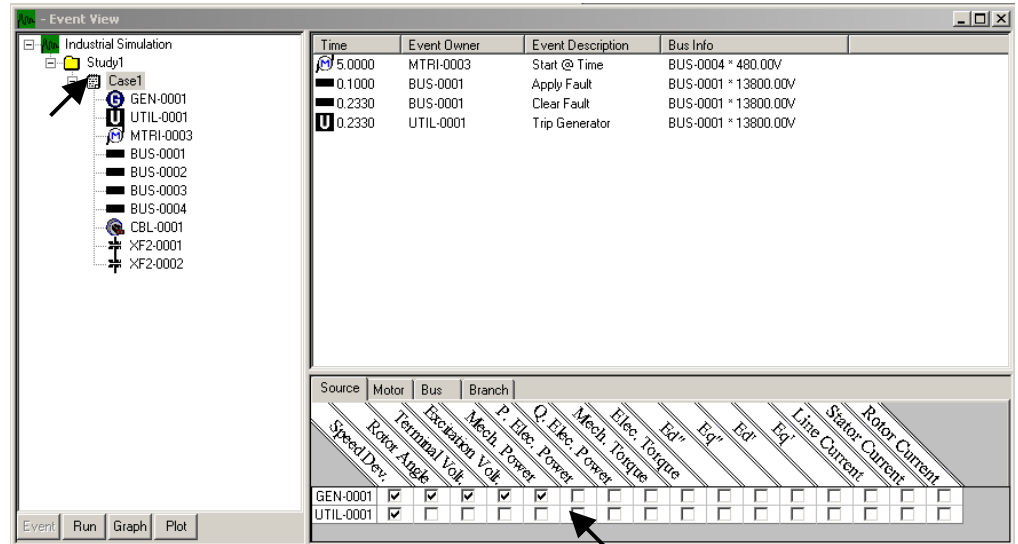 - Event View
Industrial Simulation
Study1
Case1
GEN-0001
UTIL-0001
MTRI-0003
BUS-0001
BUS-0002
BUS-0003
BUS-0004
CBL-0001
XF2-0001
XF2-0002
Time Event Owner Event Description Bus Info
5.0000 MTRI-0003 Start @ Time BUS-0004 * 480.00V
0.1000 BUS-0001 Apply Fault BUS-0001 * 13800.00V
0.2330 BUS-0001 Clear Fault BUS-0001 * 13800.00V
U 0.2330 UTIL-0001 Trip Generator BUS-0001 * 13800.00V
Source Motor Bus Branch
Speed Dev.
Rotor Angle
Terminal Volt.
Excitation Volt.
Mech. Power
P. Elec. Power
Q. Elec. Power
Mech. Torque
Elec. Torque
Ed"
Eq"
Ed'
Eq'
Line Current
Stator Current
Rotor Current
GEN-0001
UTIL-0001
Event Run Graph Plot